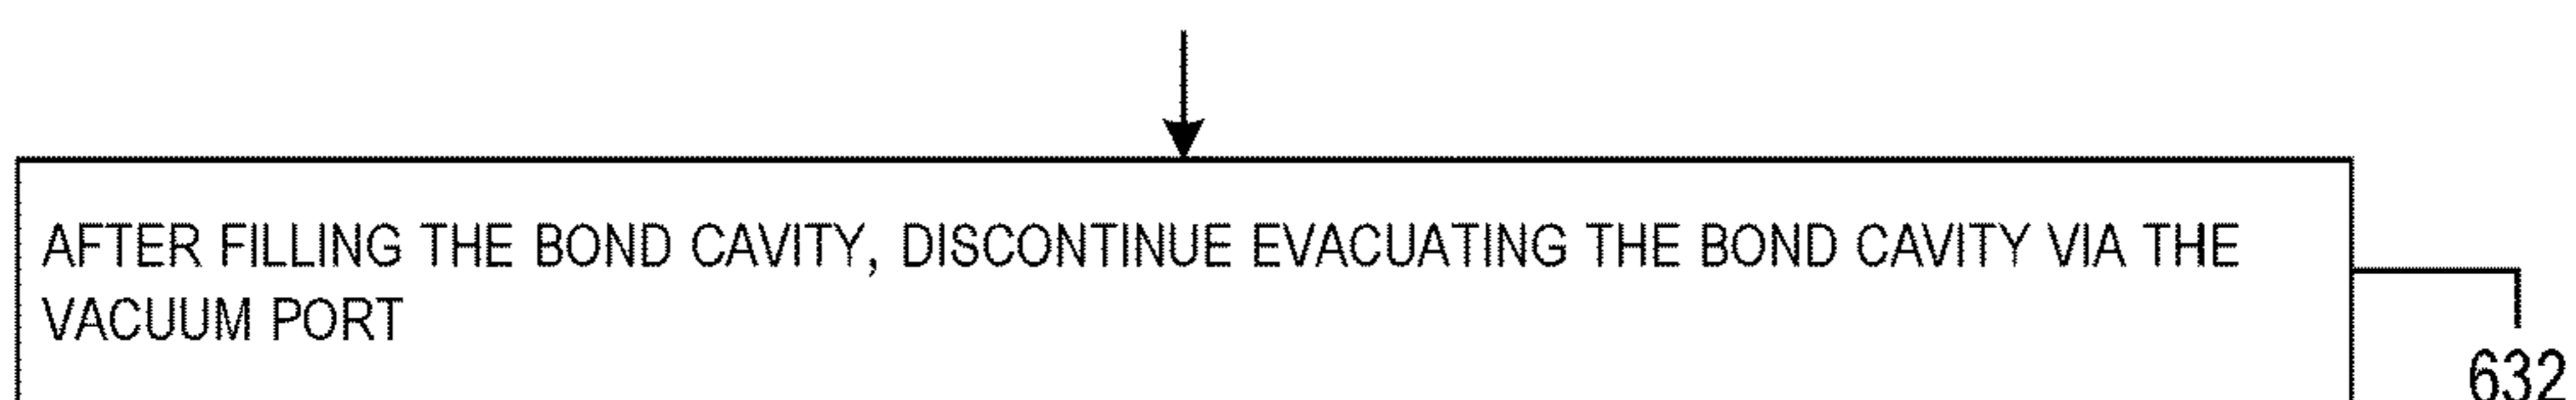 AFTER FILLING THE BOND CAVITY, DISCONTINUE EVACUATING THE BOND CAVITY VIA THE
VACUUM PORT
632